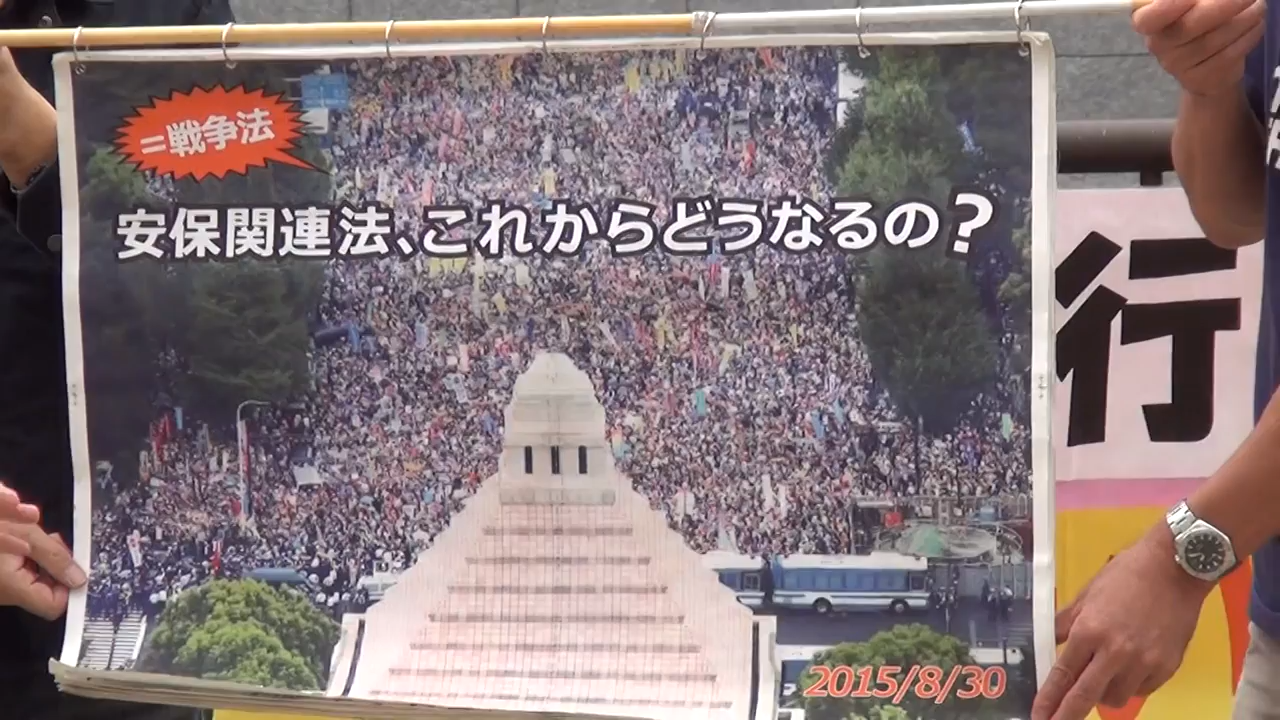 =戦争法
安保関連法、これからどうなるの?
行
2015/8/30